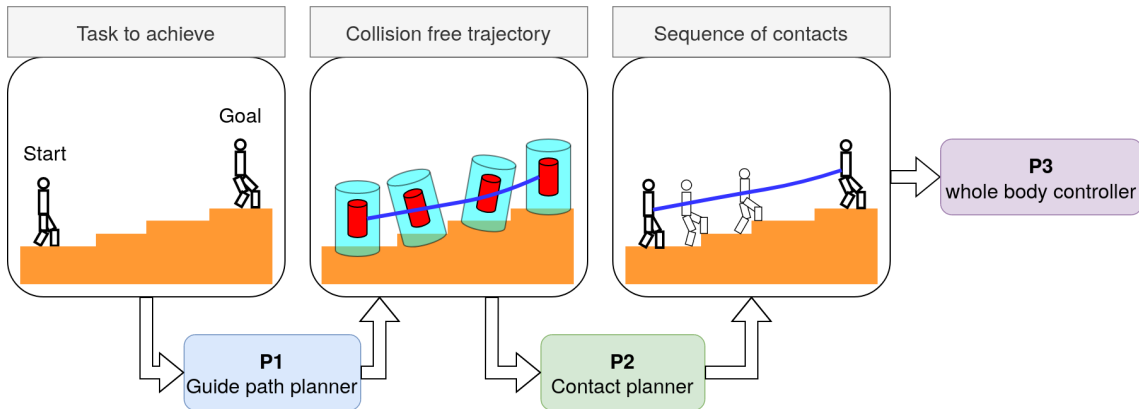 Task to achieve
Collision free trajectory
Sequence of contacts
Start
Goal
P1
Guide path planner
P2
Contact planner
P3
whole body controller